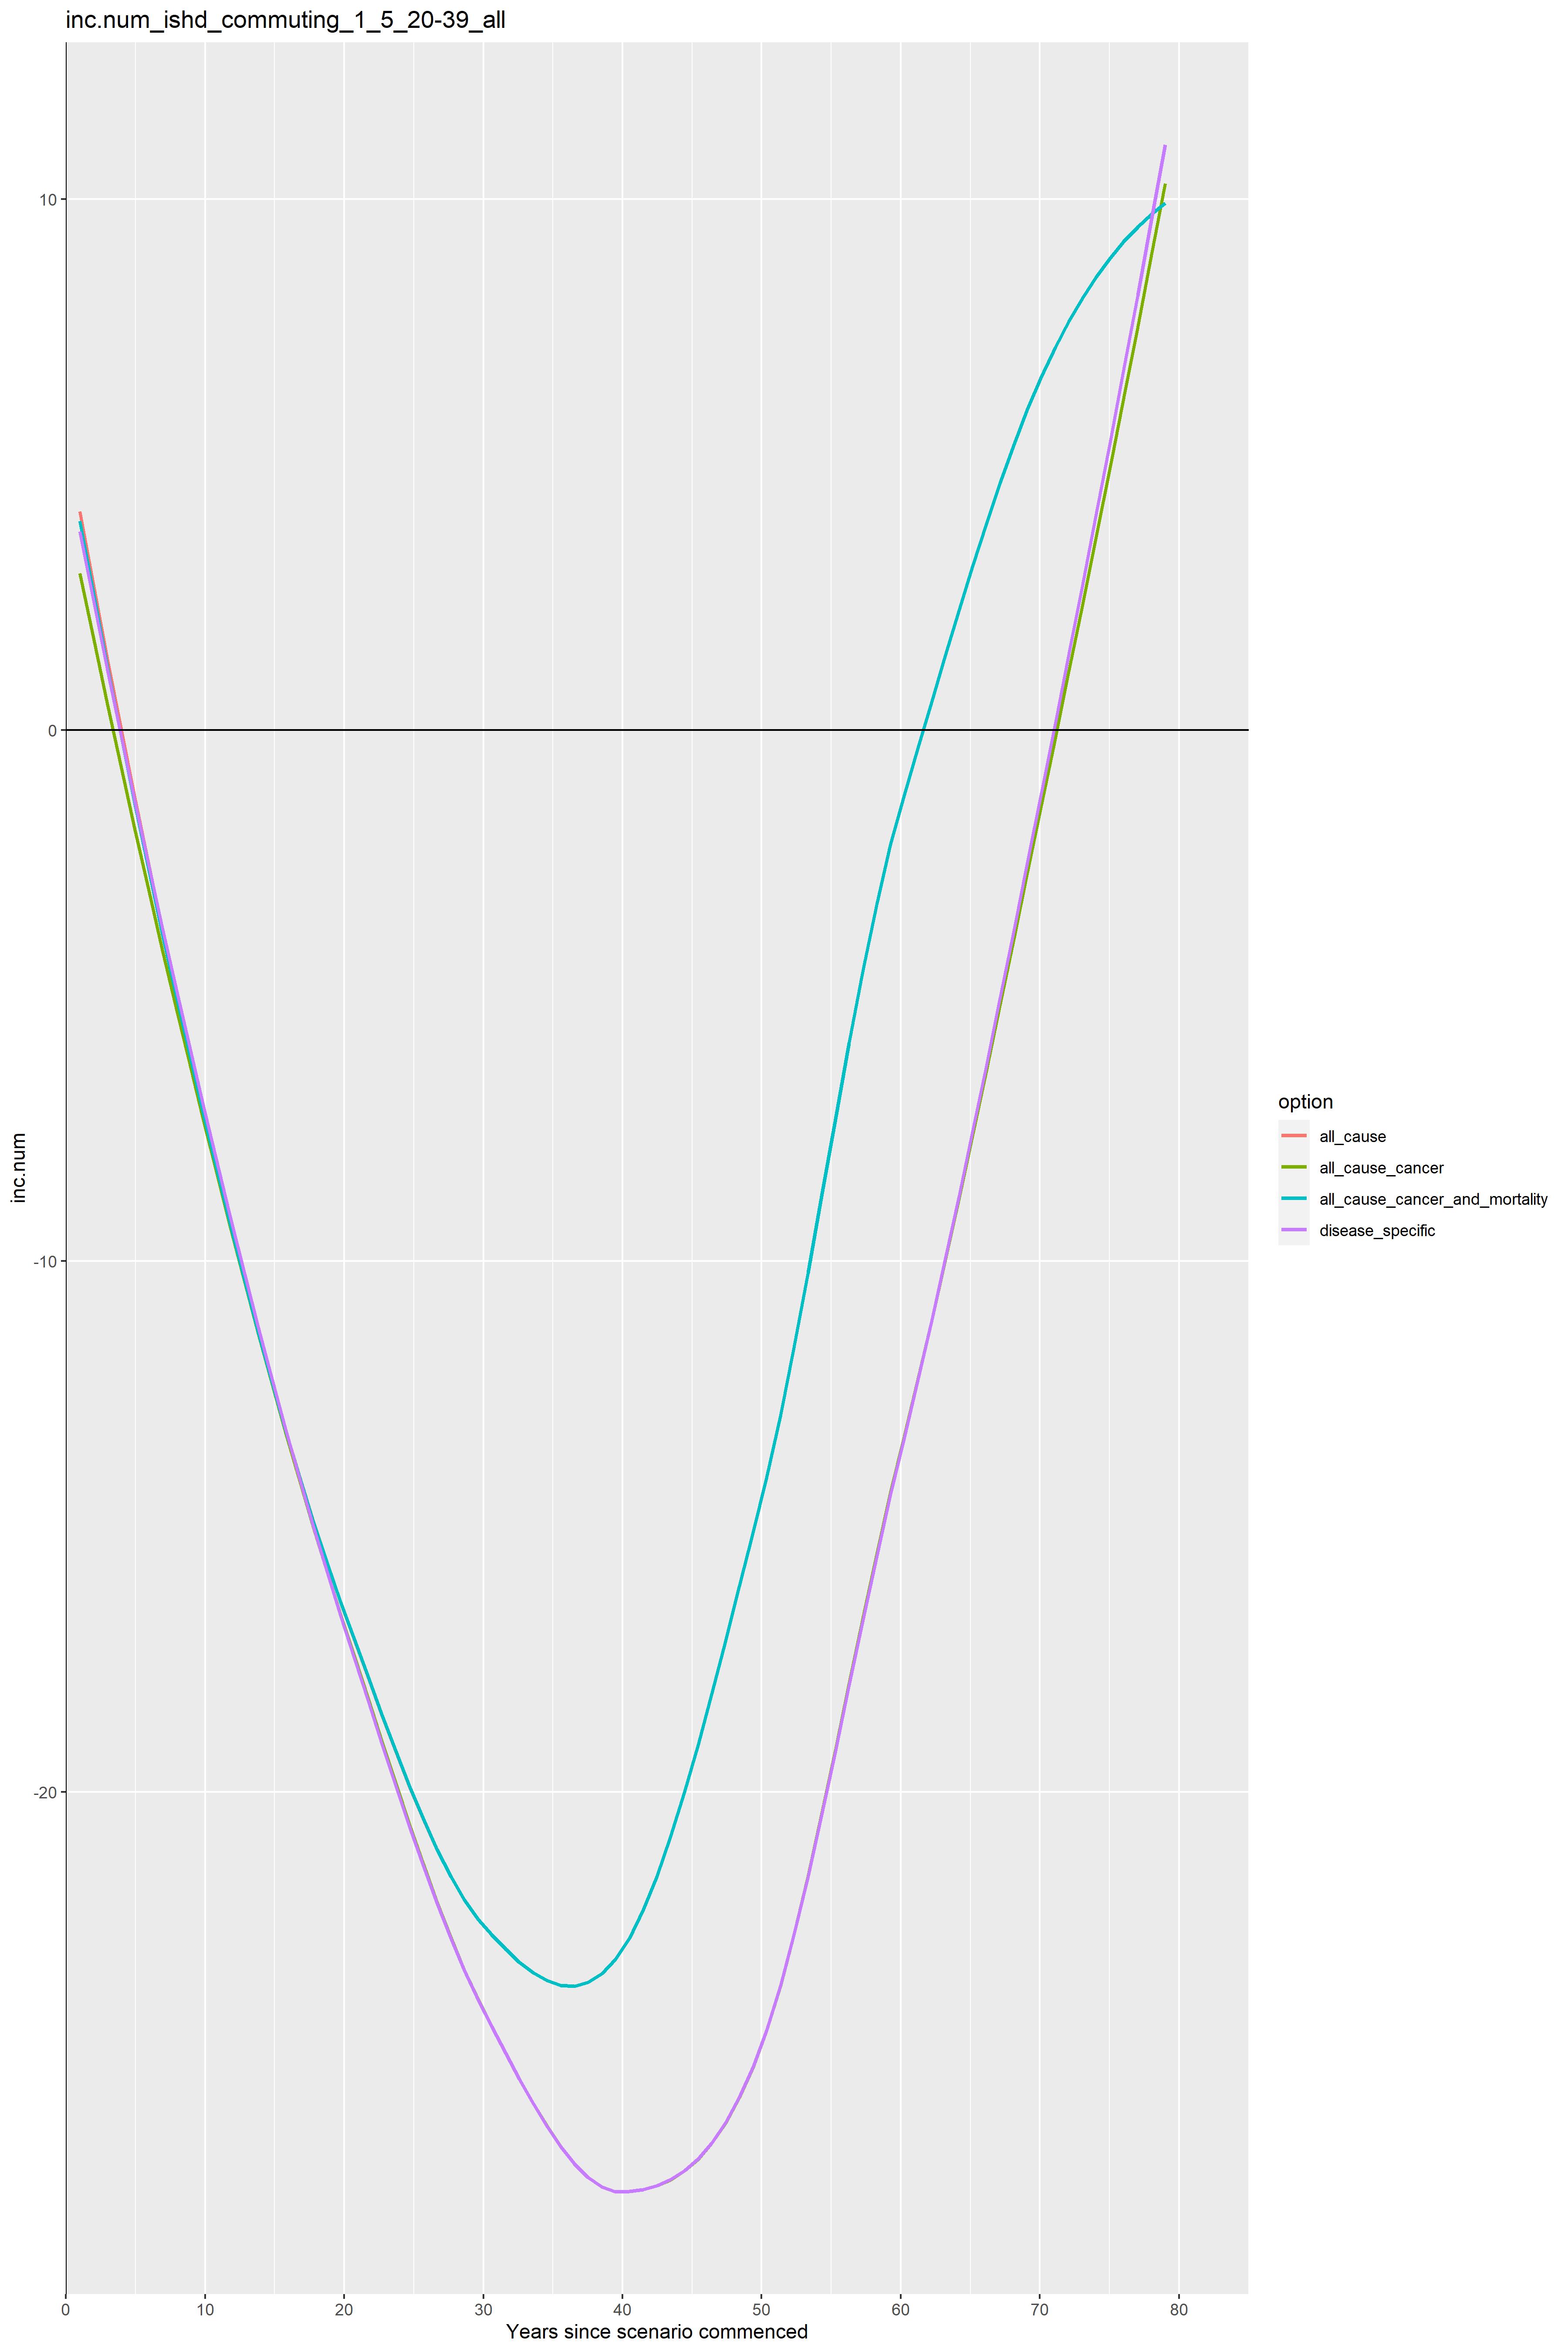 inc.num_ishd_commuting_1_5_20-39_all
10
0
-10
-20
inc.num
0 10 20 30 40 50 60 70 80
Years since scenario commenced
option
all_cause
all_cause_cancer
all_cause_cancer_and_mortality
disease_specific